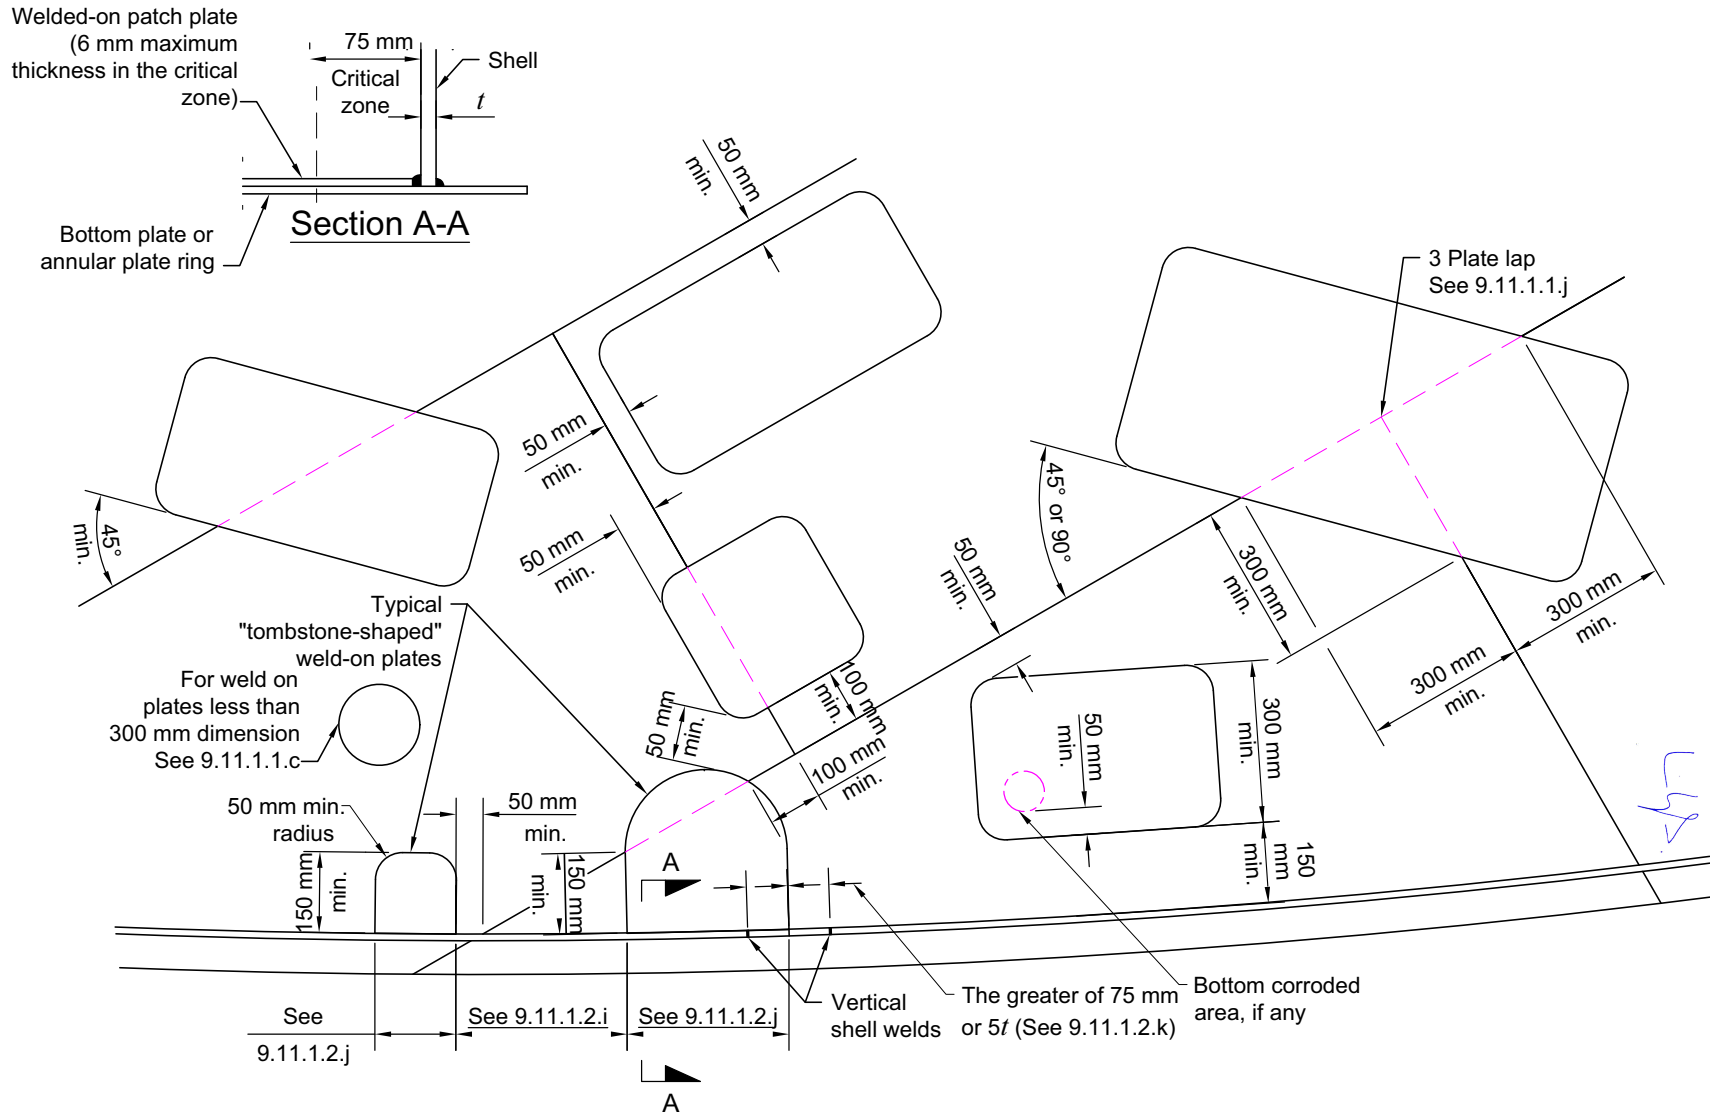 Welded-on patch plate
(6 mm maximum
thickness in the critical
zone)
75 mm
Critical
zone
Shell
t
Section A-A
Bottom plate or
annular plate ring
50 mm
min.
3 Plate lap
See 9.11.1.1.j
50 mm
min.
45°
min.
50 mm
min.
45° or 90°
50 mm
min.
300 mm
min.
300 mm
min.
300 mm
min.
Typical
"tombstone-shaped"
weld-on plates
For weld on
plates less than
300 mm dimension
See 9.11.1.1.c
50 mm
min.
100 mm
min.
100 mm
min.
50 mm
min.
300 mm
min.
150
mm
min.
50 mm min.
radius
50 mm
min.
150 mm
min.
150 mm
min.
A
See
9.11.1.2.j
See 9.11.1.2.i
See 9.11.1.2.j
Vertical
shell welds
The greater of 75 mm
or 5t (See 9.11.1.2.k)
Bottom corroded
area, if any
A